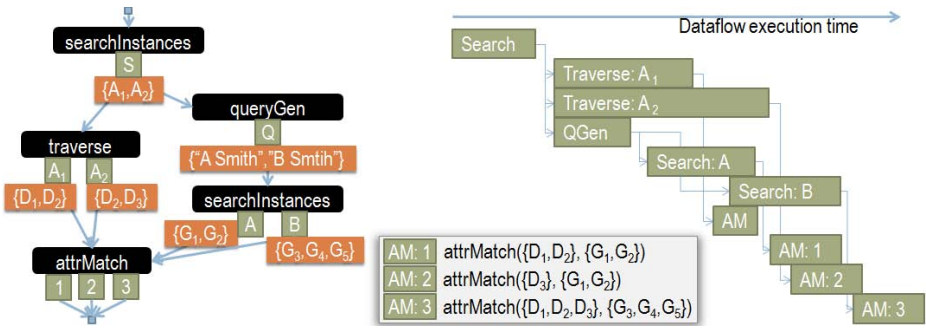 searchInstances
S
{A1,A2}
queryGen
Q
{"A Smith","B Smtih"}
traverse
A1 A2
{D1,D2} {D2,D3}
searchInstances
A B
{G1,G2}
{G3,G4,G5}
attrMatch
1 2 3
Dataflow execution time
Search
Traverse: A1
Traverse: A2
QGen
Search: A
Search: B
AM
AM: 1
AM: 2
AM: 3
AM: 1 attrMatch({D1,D2}, {G1,G2})
AM: 2 attrMatch({D3}, {G1,G2})
AM: 3 attrMatch({D1,D2,D3}, {G3,G4,G5})